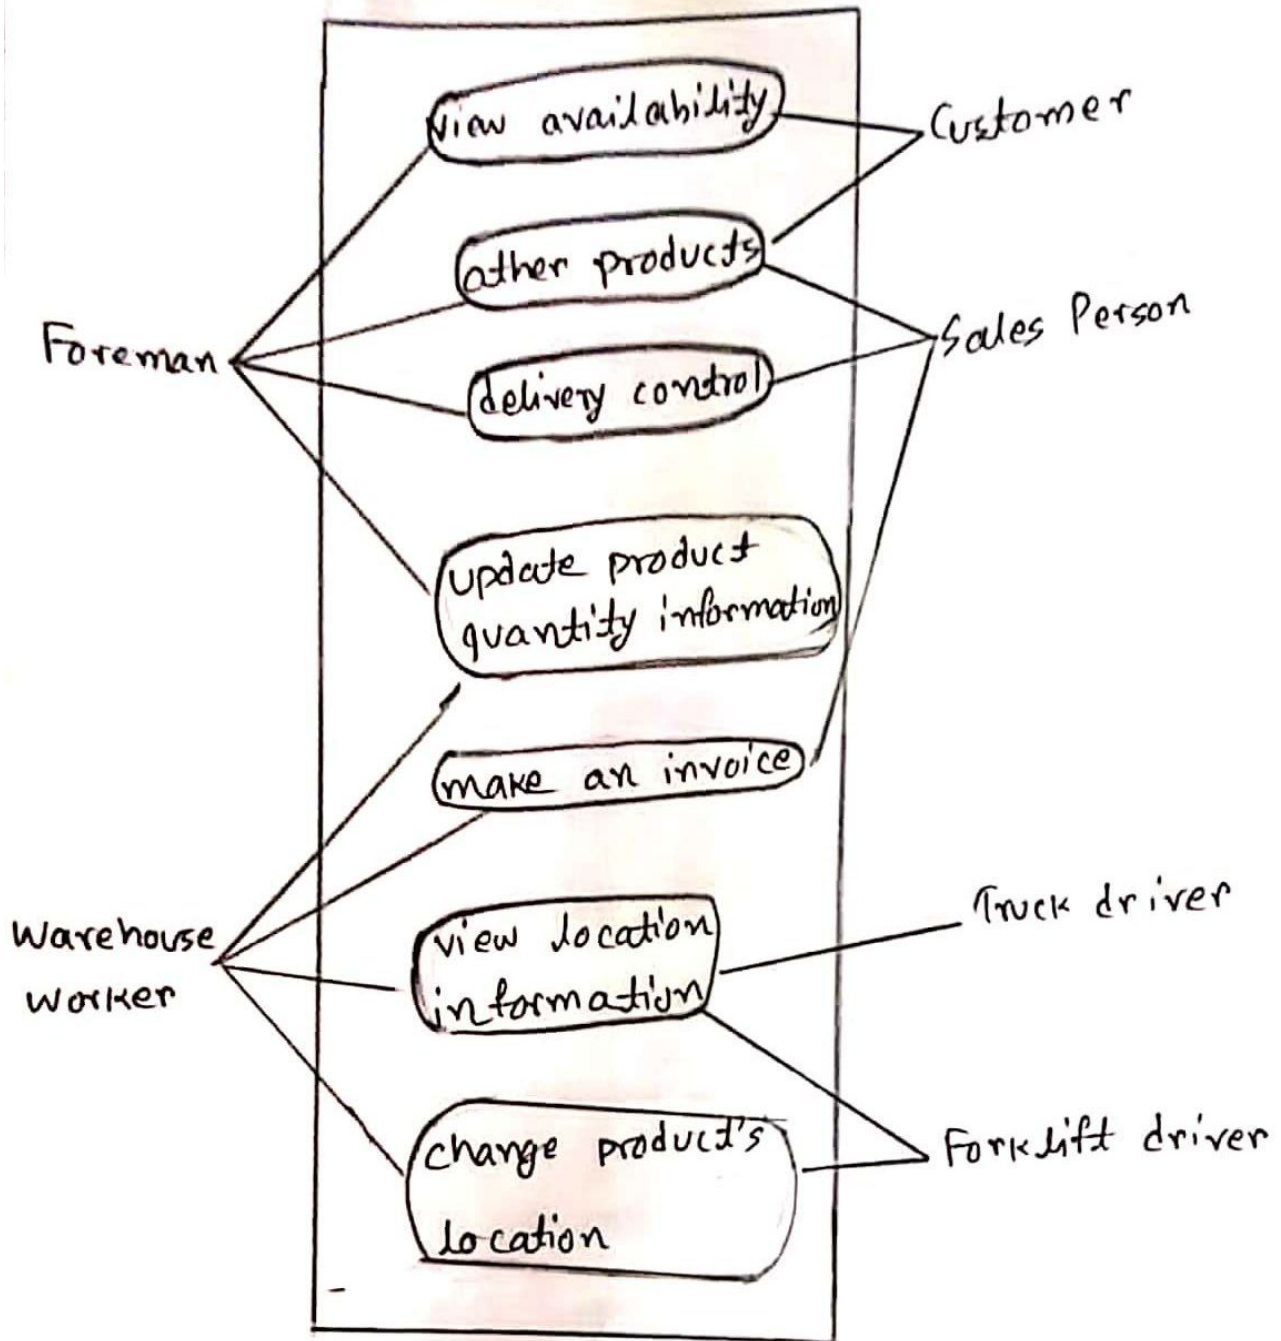 view availability
Customer
other products
Sales Person
Foreman
delivery control
update product
quantity information
make an invoice
Truck driver
Warehouse
worker
view location
information
change product's
location
Forklift driver